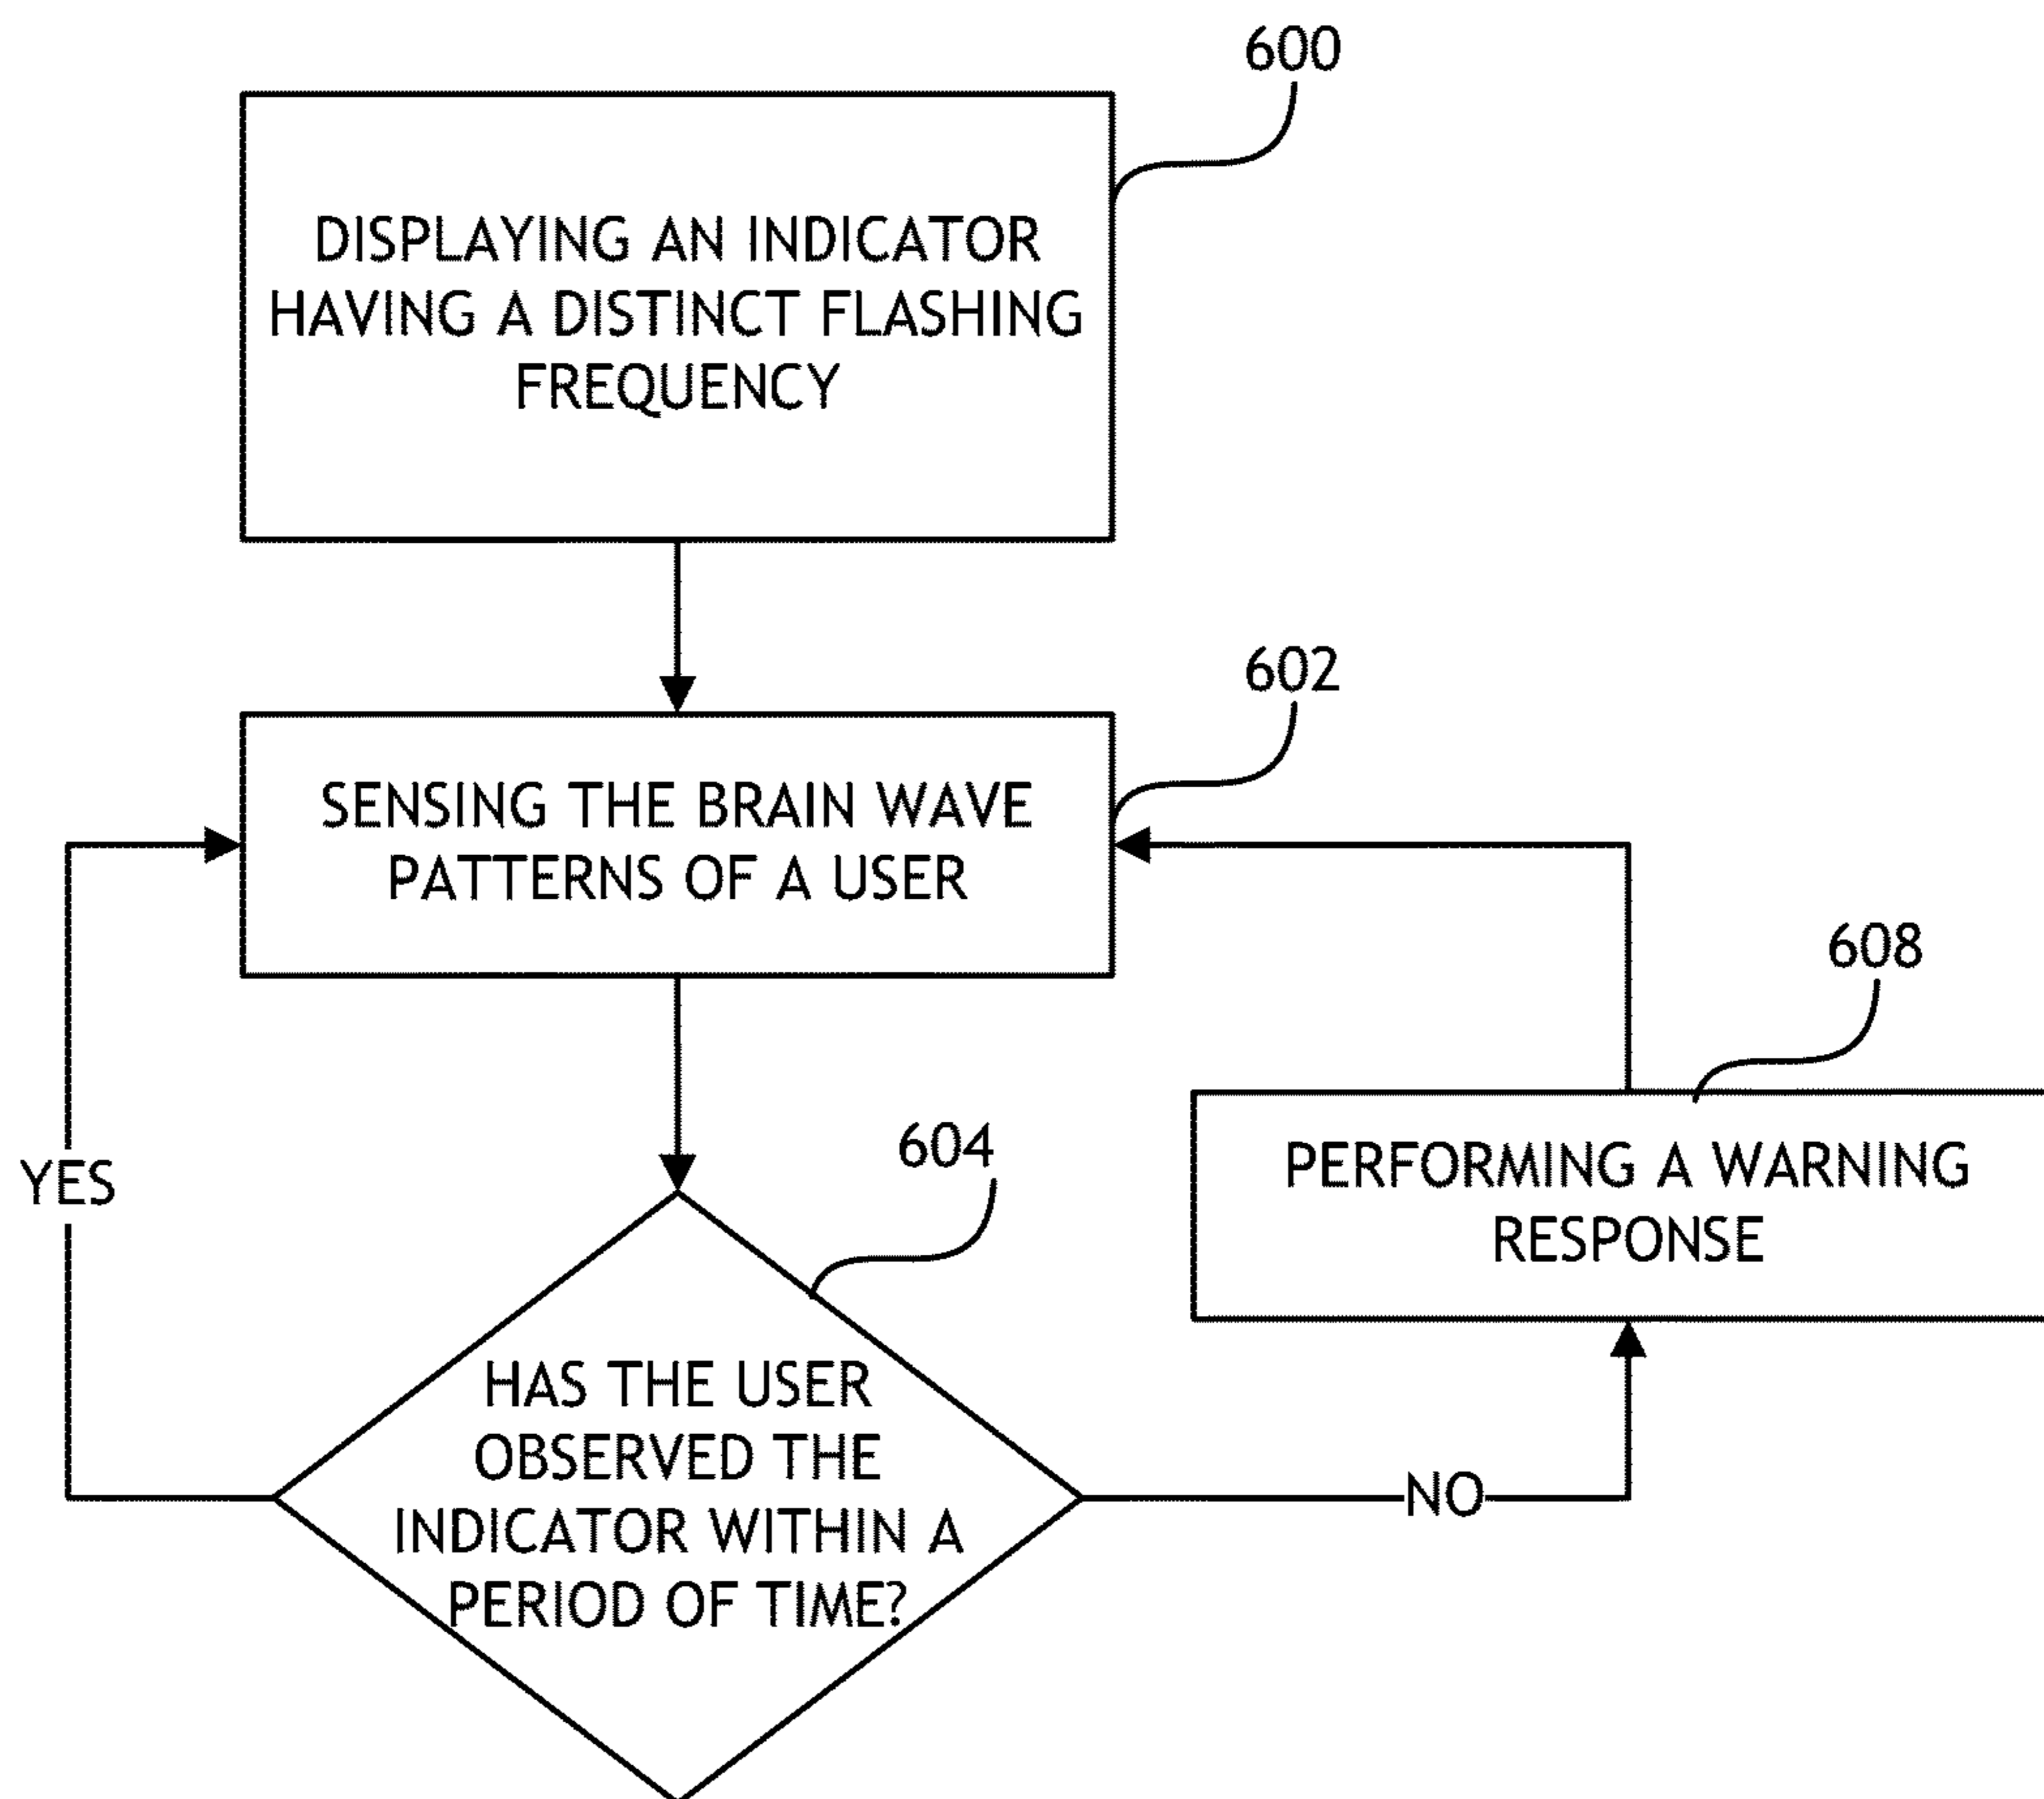 600
DISPLAYING AN INDICATOR
HAVING A DISTINCT FLASHING
FREQUENCY
602
SENSING THE BRAIN WAVE
PATTERNS OF A USER
608
PERFORMING A WARNING
RESPONSE
604
YES
HAS THE USER
OBSERVED THE
INDICATOR WITHIN A
PERIOD OF TIME?
NO